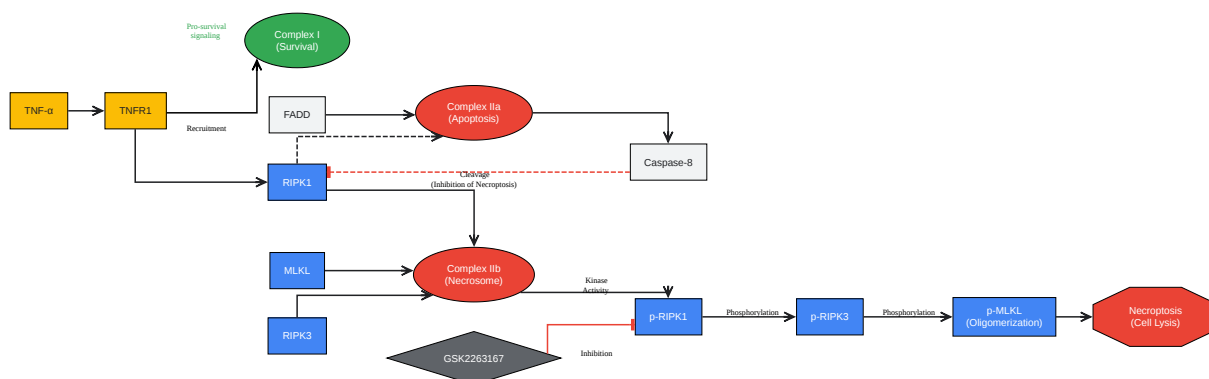 Pro-survival
signaling
Complex I
(Survival)
TNF-α
TNFR1
Recruitment
FADD
Complex IIa
(Apoptosis)
Caspase-8
RIPK1
Cleavage
(Inhibition of Necroptosis)
MLKL
Complex IIb
(Necrosome)
Kinase
Activity
RIPK3
p-RIPK1
Phosphorylation
p-RIPK3
Phosphorylation
p-MLKL
(Oligomerization)
Necroptosis
(Cell Lysis)
GSK2263167
Inhibition